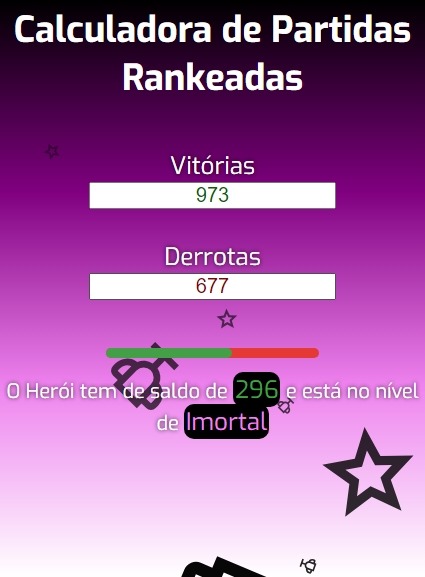 Calculadora de Partidas
Rankeadas
Vitórias
973
Derrotas
677
O Herói tem de saldo de 296 e está no nível
de Imortal